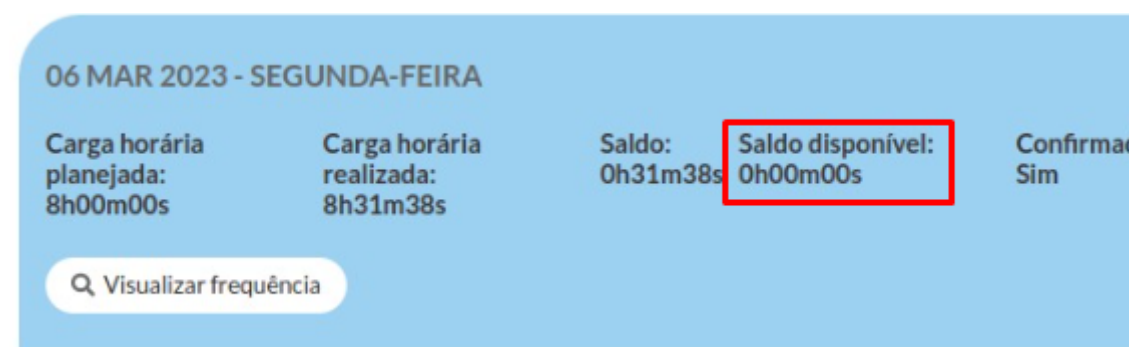 06 MAR 2023 - SEGUNDA-FEIRA
Carga horária
planejada:
8h00m00s
Carga horária
realizada:
8h31m38s
Saldo:
0h31m38s
Saldo disponível:
0h00m00s
Confirmad
Sim
Visualizar frequência